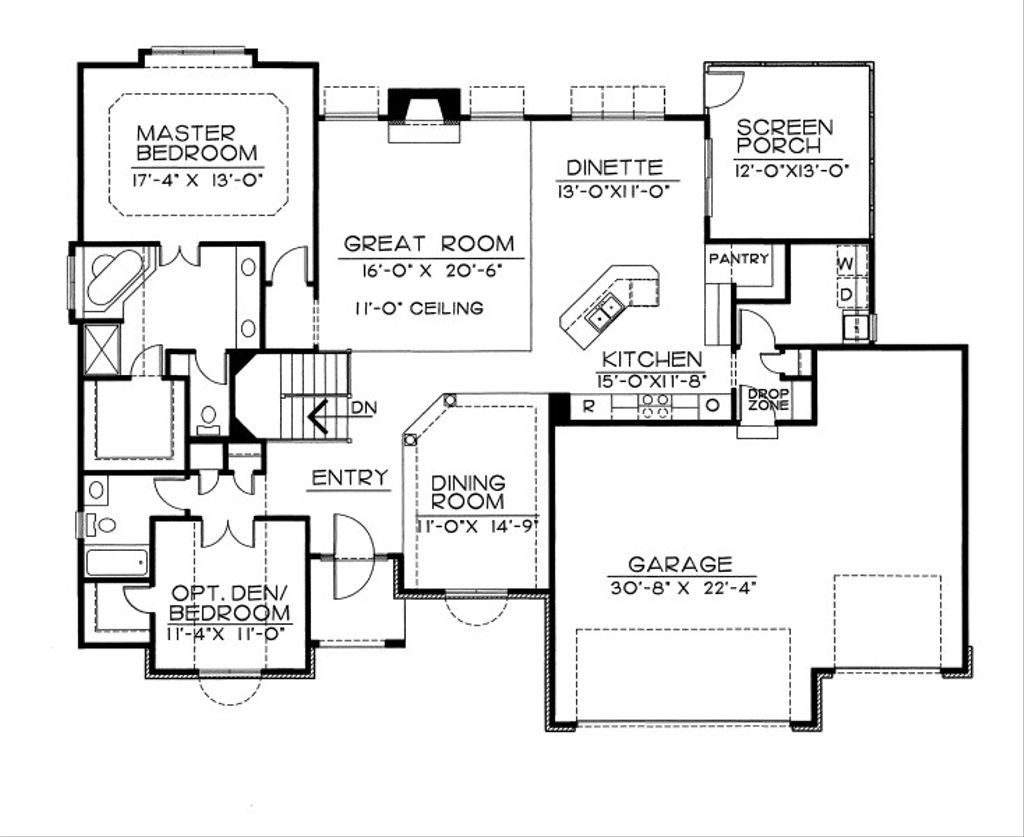 MASTER
BEDROOM
17'-4" X 13'-0"
SCREEN
PORCH
12'-0"X13'-0"
DINETTE
13'-0"X11'-0"
GREAT ROOM
16'-0" X 20'-6"
11'-0" CEILING
PANTRY
W
D
KITCHEN
15'-0"X11'-8"
R
O
DROP
ZONE
DN
ENTRY
DINING
ROOM
11'-0"X 14'-9"
GARAGE
30'-8" X 22'-4"
OPT. DEN/
BEDROOM
11'-4"X 11'-0"